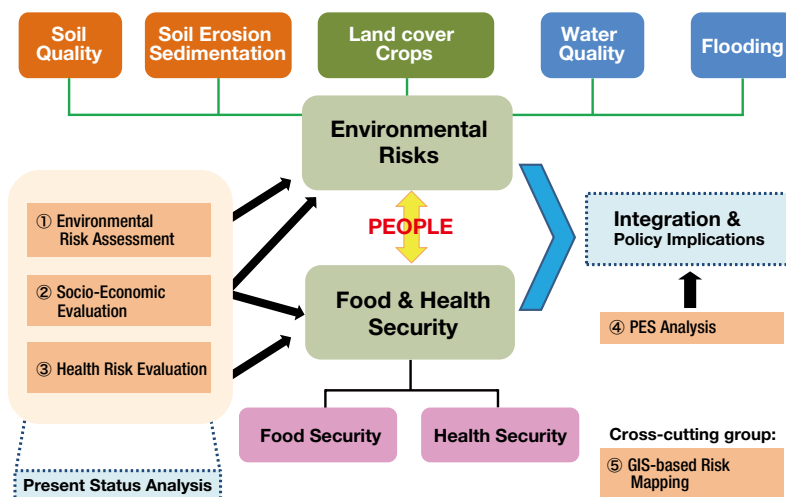 Soil
Quality
Soil Erosion
Sedimentation
Land cover
Crops
Water
Quality
Flooding
Environmental
Risks
① Environmental
Risk Assessment
② Socio-Economic
Evaluation
③ Health Risk Evaluation
Present Status Analysis
PEOPLE
Food & Health
Security
Food Security
Health Security
Integration &
Policy Implications
④ PES Analysis
Cross-cutting group:
⑤ GIS-based Risk
Mapping